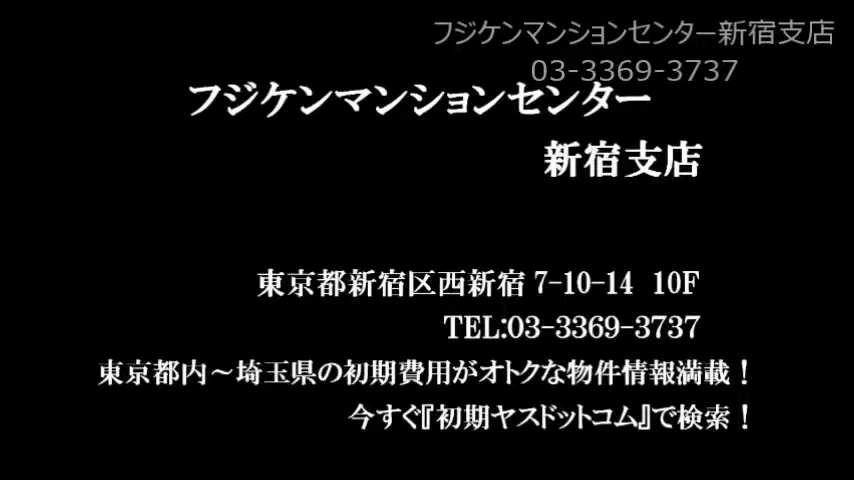 フジケンマンションセンター新宿支店
03-3369-3737
フジケンマンションセンター
新宿支店
東京都新宿区西新宿7-10-14 10F
TEL:03-3369-3737
東京都内～埼玉県の初期費用がオトクな物件情報満載！
今すぐ『初期ヤスドットコム』で検索！